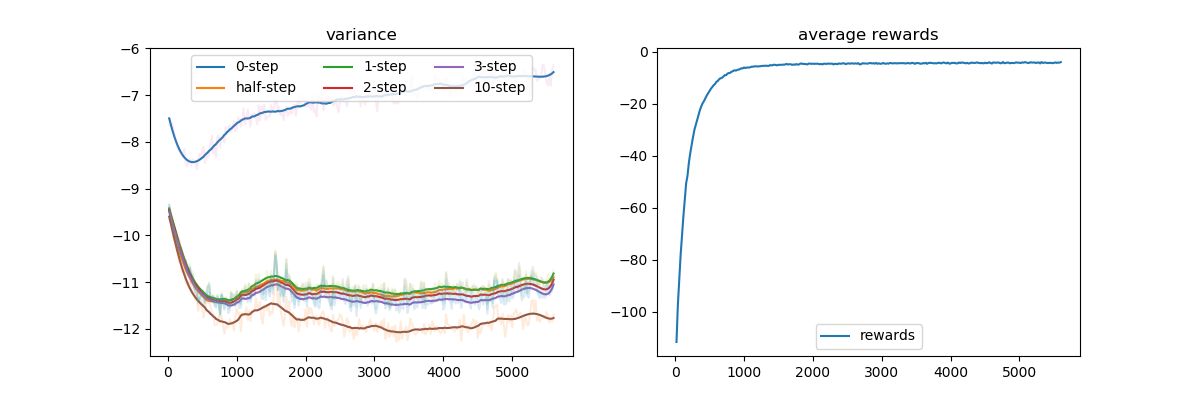 variance
−6
−7
−8
−9
−10
−11
−12
0-step
1-step
3-step
half-step
2-step
10-step
0
1000
2000
3000
4000
5000
average rewards
0
−20
−40
−60
−80
−100
rewards
0
1000
2000
3000
4000
5000